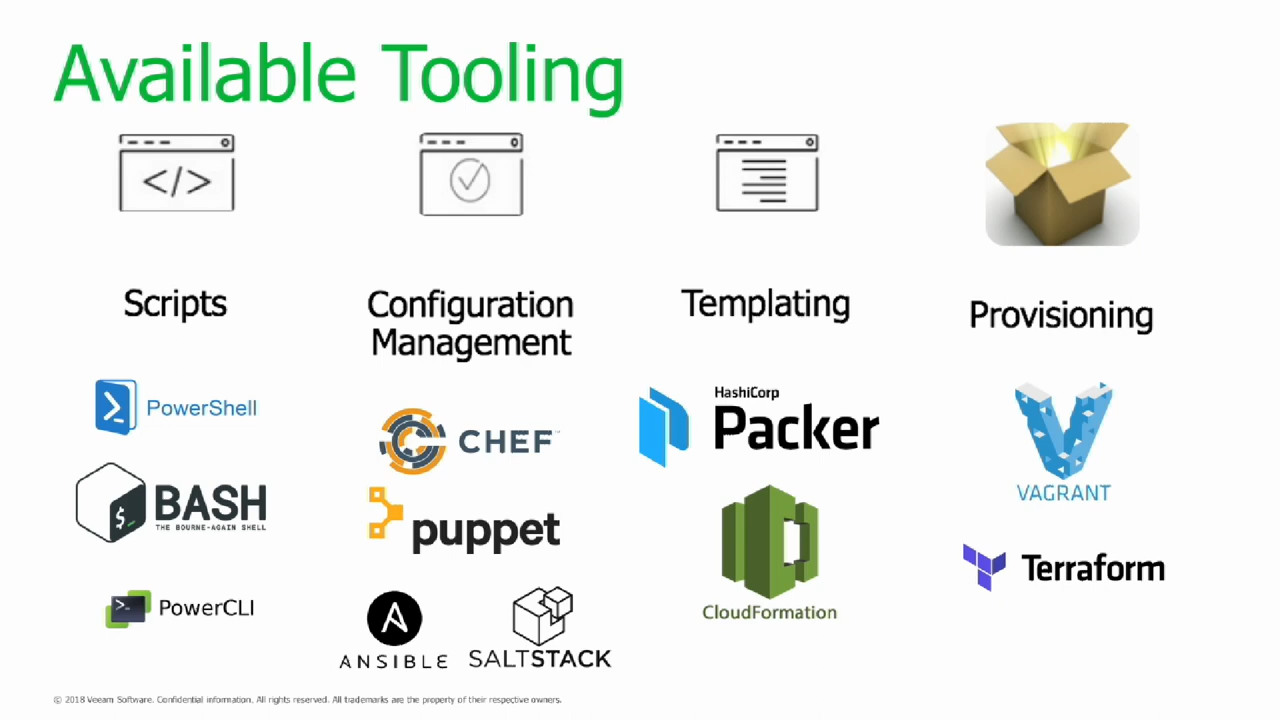 Available Tooling
</>
Scripts
Configuration
Management
Templating
Provisioning
PowerShell
$_
BASH
THE BOURNE-AGAIN SHELL
>_
PowerCLI
CHEF™
puppet
A
ANSIBLE
SALTSTACK
HashiCorp
Packer
CloudFormation
VAGRANT
Terraform
© 2018 Veeam Software. Confidential information. All rights reserved. All trademarks are the property of their respective owners.